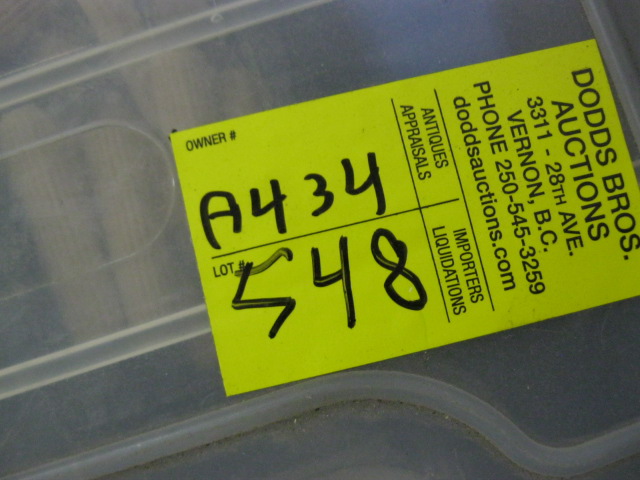 OWNER #
A434
LOT #
548
ANTIQUES
APPRAISALS
IMPORTERS
LIQUIDATIONS
DODDS BROS.
AUCTIONS
3311 - 28TH AVE.
VERNON, B.C.
PHONE 250-545-3259
doddsauctions.com